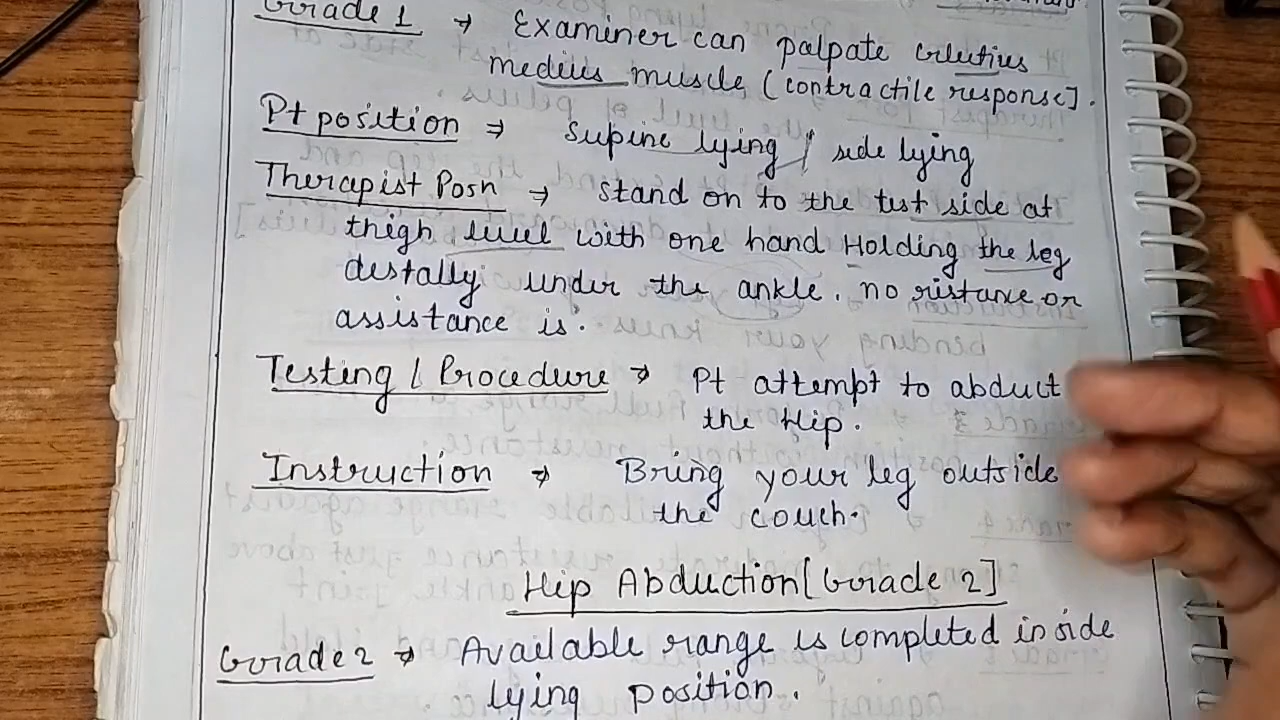 Grade 1 → Examiner can palpate Glutius
medeius muscle (contractile response].
Pt position ⇒ Supine lying / side lying
Therapist Posn → stand on to the test side at
thigh level with one hand Holding the leg
distally under the ankle. no ristance or
assistance is.
Testing / Procedure → Pt attempt to abduct
the Hip.
Instruction ⇒ Bring your leg outside
the couch.
Hip Abduction [Grade 2]
Grade 2 → Available range is completed in side
lying position.